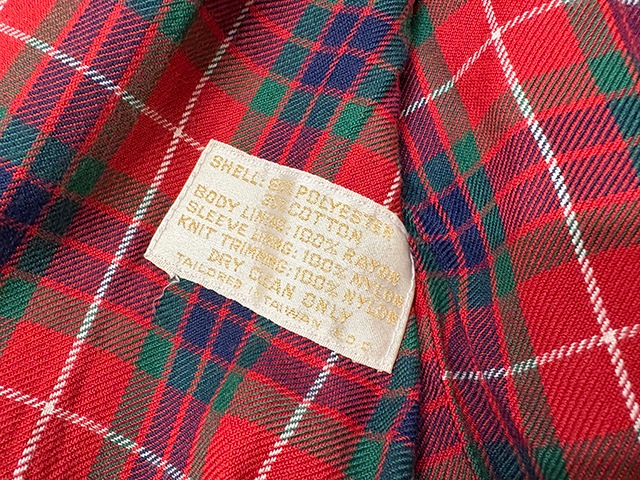 SHELL: POLYESTER
COTTON
BODY LINING: 100% RAYON
SLEEVE LINING: 100% NYLON
KNIT TRIMMING: 100% NYLON
DRY CLEAN ONLY
TAILORED IN TAIWAN R.O.C.